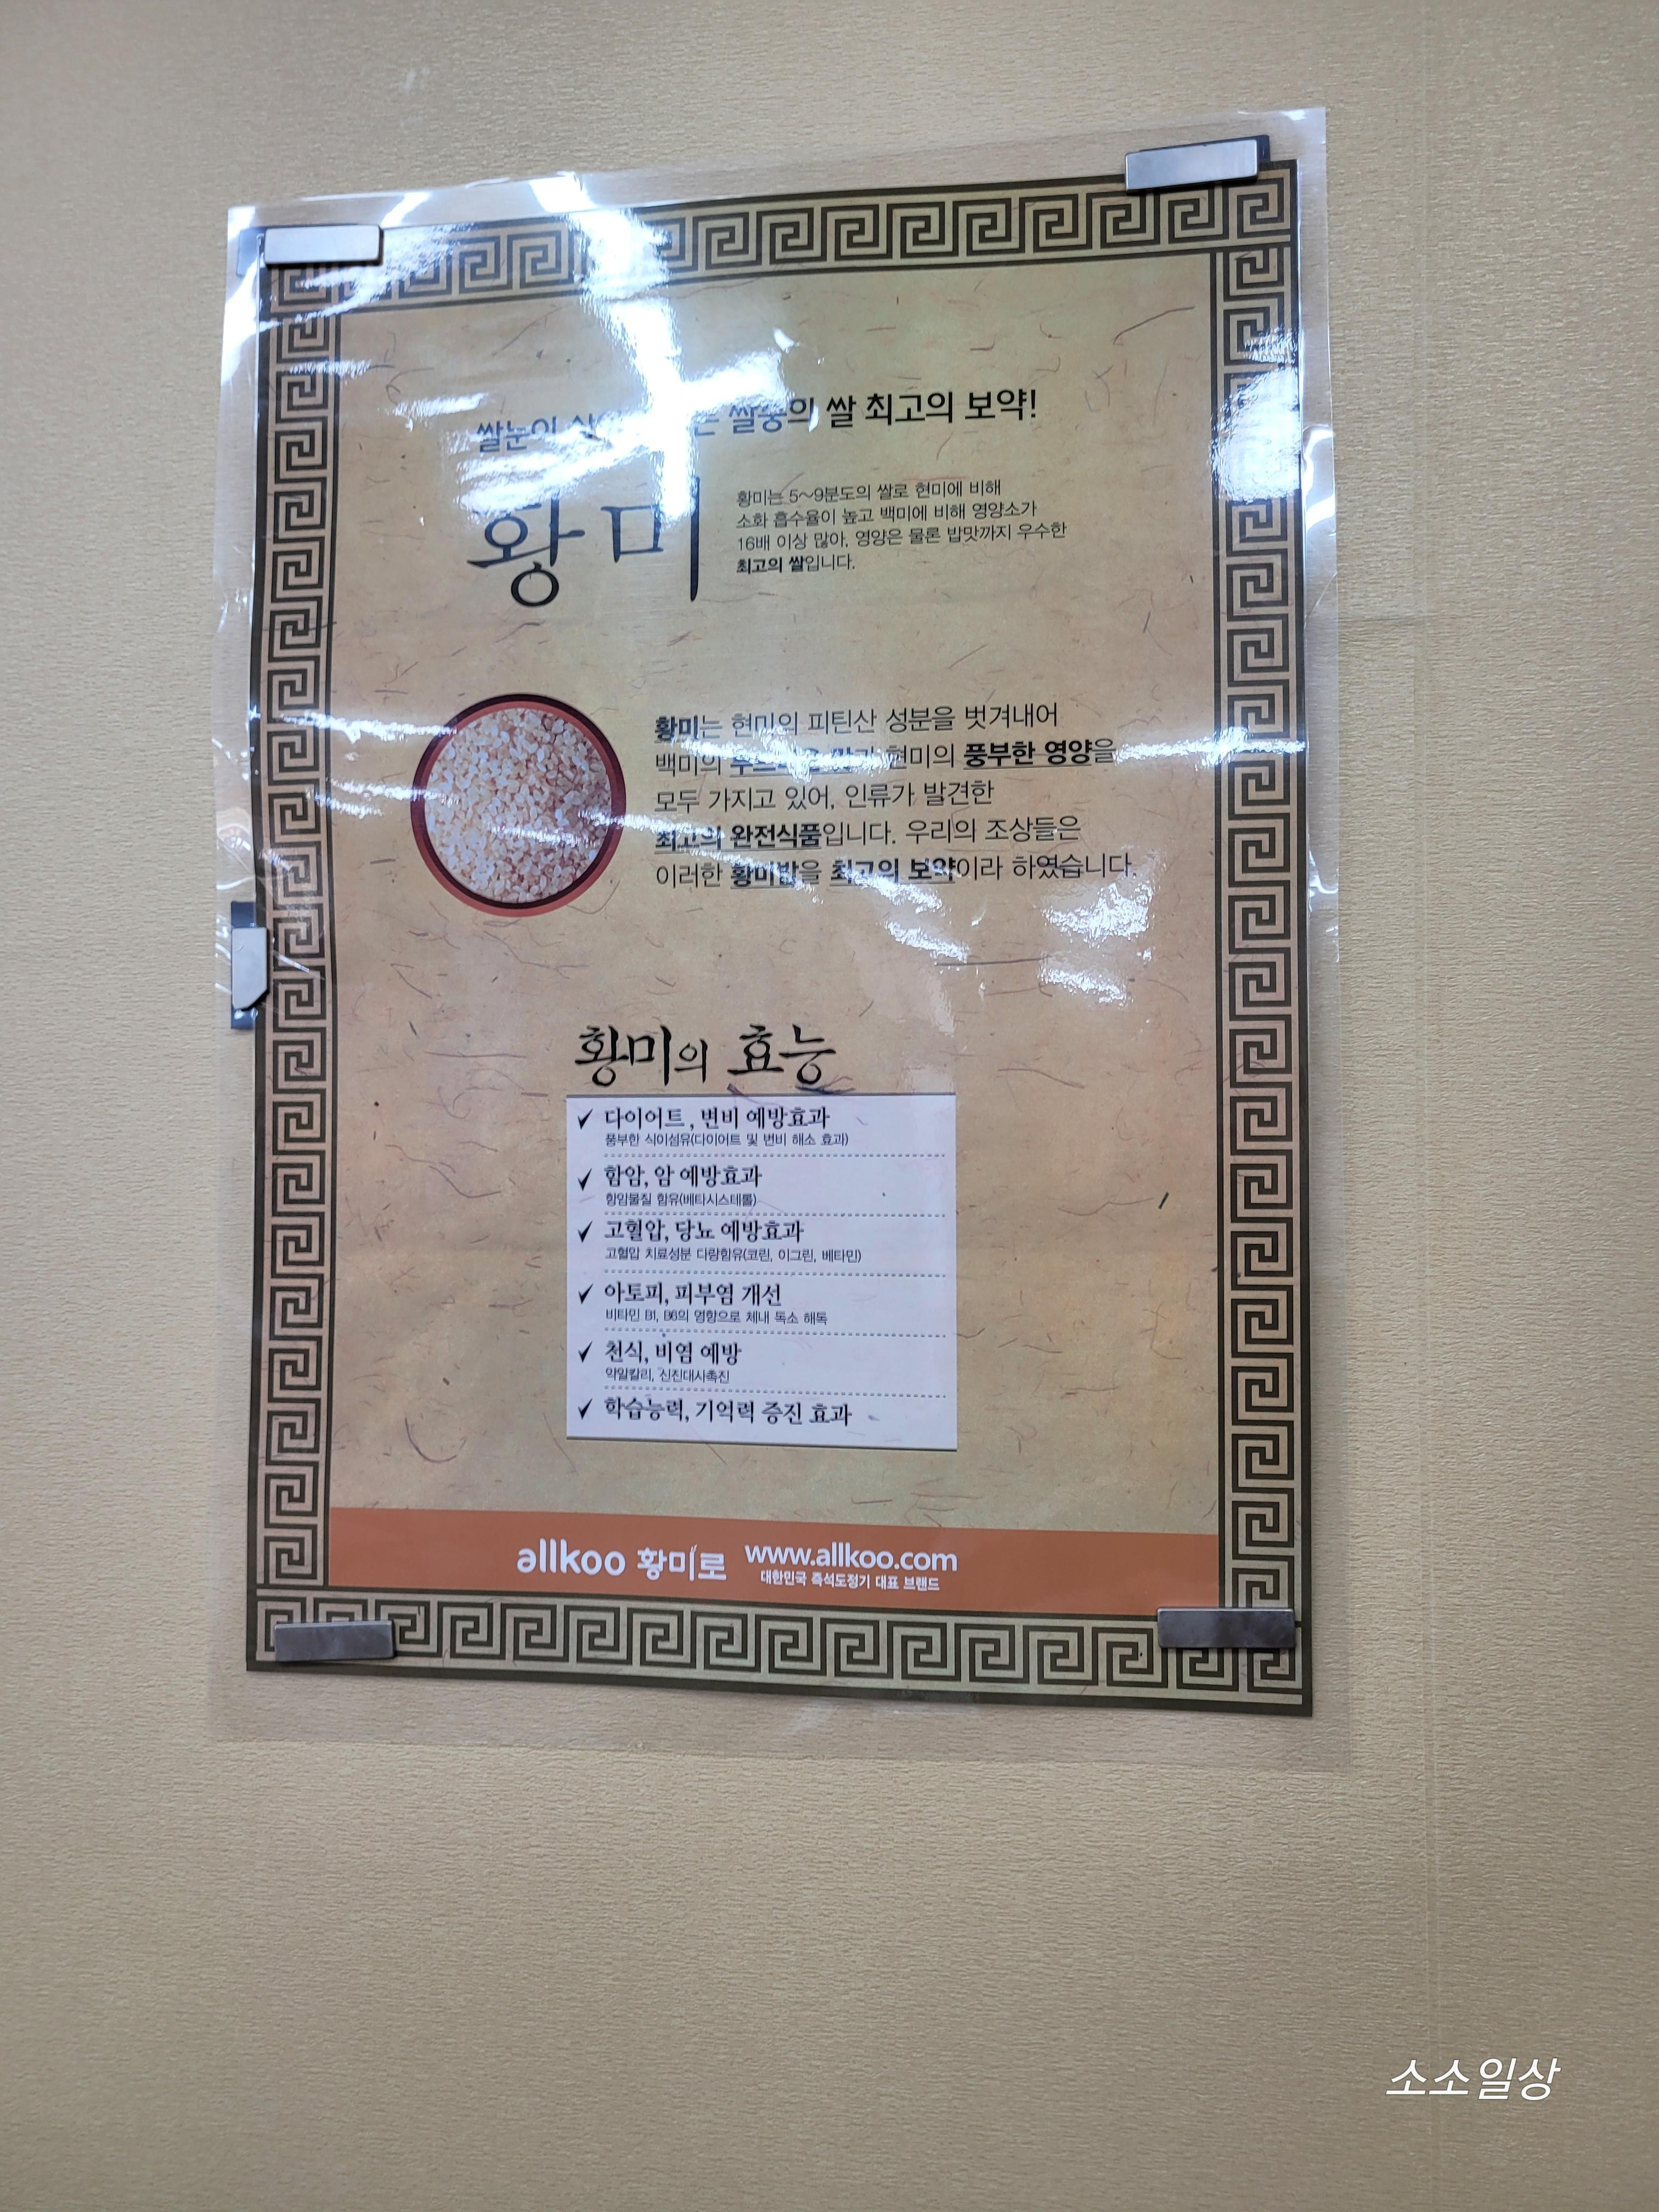 쌀눈이 쌀중의 쌀 최고의 보약!
황미
황미는 5~9분도의 쌀로 현미에 비해
소화 흡수율이 높고 백미에 비해 영양소가
16배 이상 많아, 영양은 물론 밥맛까지 우수한
최고의 쌀입니다.
황미는 현미의 피틴산 성분을 벗겨내어
백미의 현미의 풍부한 영양을
모두 가지고 있어, 인류가 발견한
최고의 완전식품입니다. 우리의 조상들은
이러한 황미밥을 최고의 보약이라 하였습니다.
황미의 효능
✓ 다이어트, 변비 예방효과
풍부한 식이섬유(다이어트 및 변비 해소 효과)
✓ 함암, 암 예방효과
항암물질 함유(베타시스테롤)
✓ 고혈압, 당뇨 예방효과
고혈압 치료성분 다량함유(코린, 이그린, 베타민)
✓ 아토피, 피부염 개선
비타민 B1, B6의 영향으로 체내 독소 해독
✓ 천식, 비염 예방
약알칼리, 신진대사촉진
✓ 학습능력, 기억력 증진 효과
allkoo 황미로 www.allkoo.com
대한민국 즉석도정기 대표 브랜드
소소일상